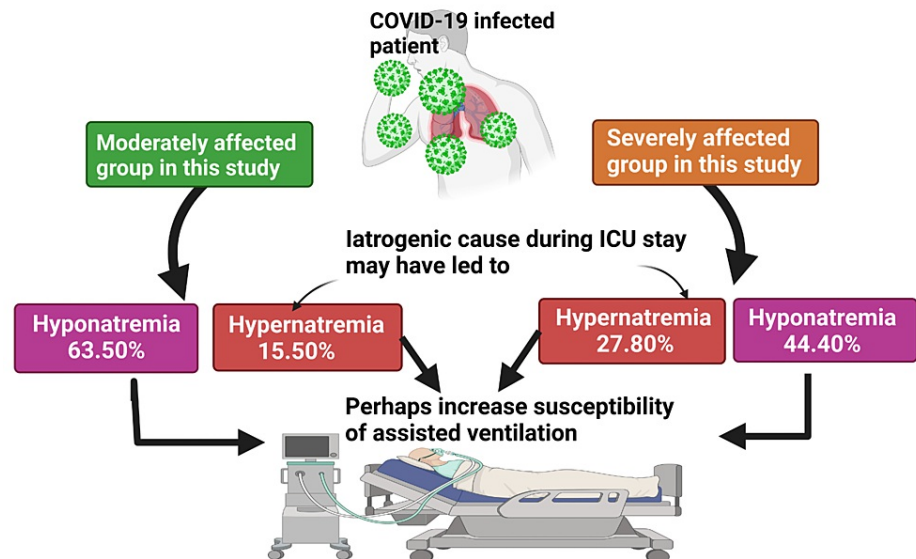 COVID-19 infected
patient
Moderately affected
group in this study
Severely affected
group in this study
Iatrogenic cause during ICU stay
may have led to
Hyponatremia
63.50%
Hypernatremia
15.50%
Hypernatremia
27.80%
Hyponatremia
44.40%
Perhaps increase susceptibility
of assisted ventilation